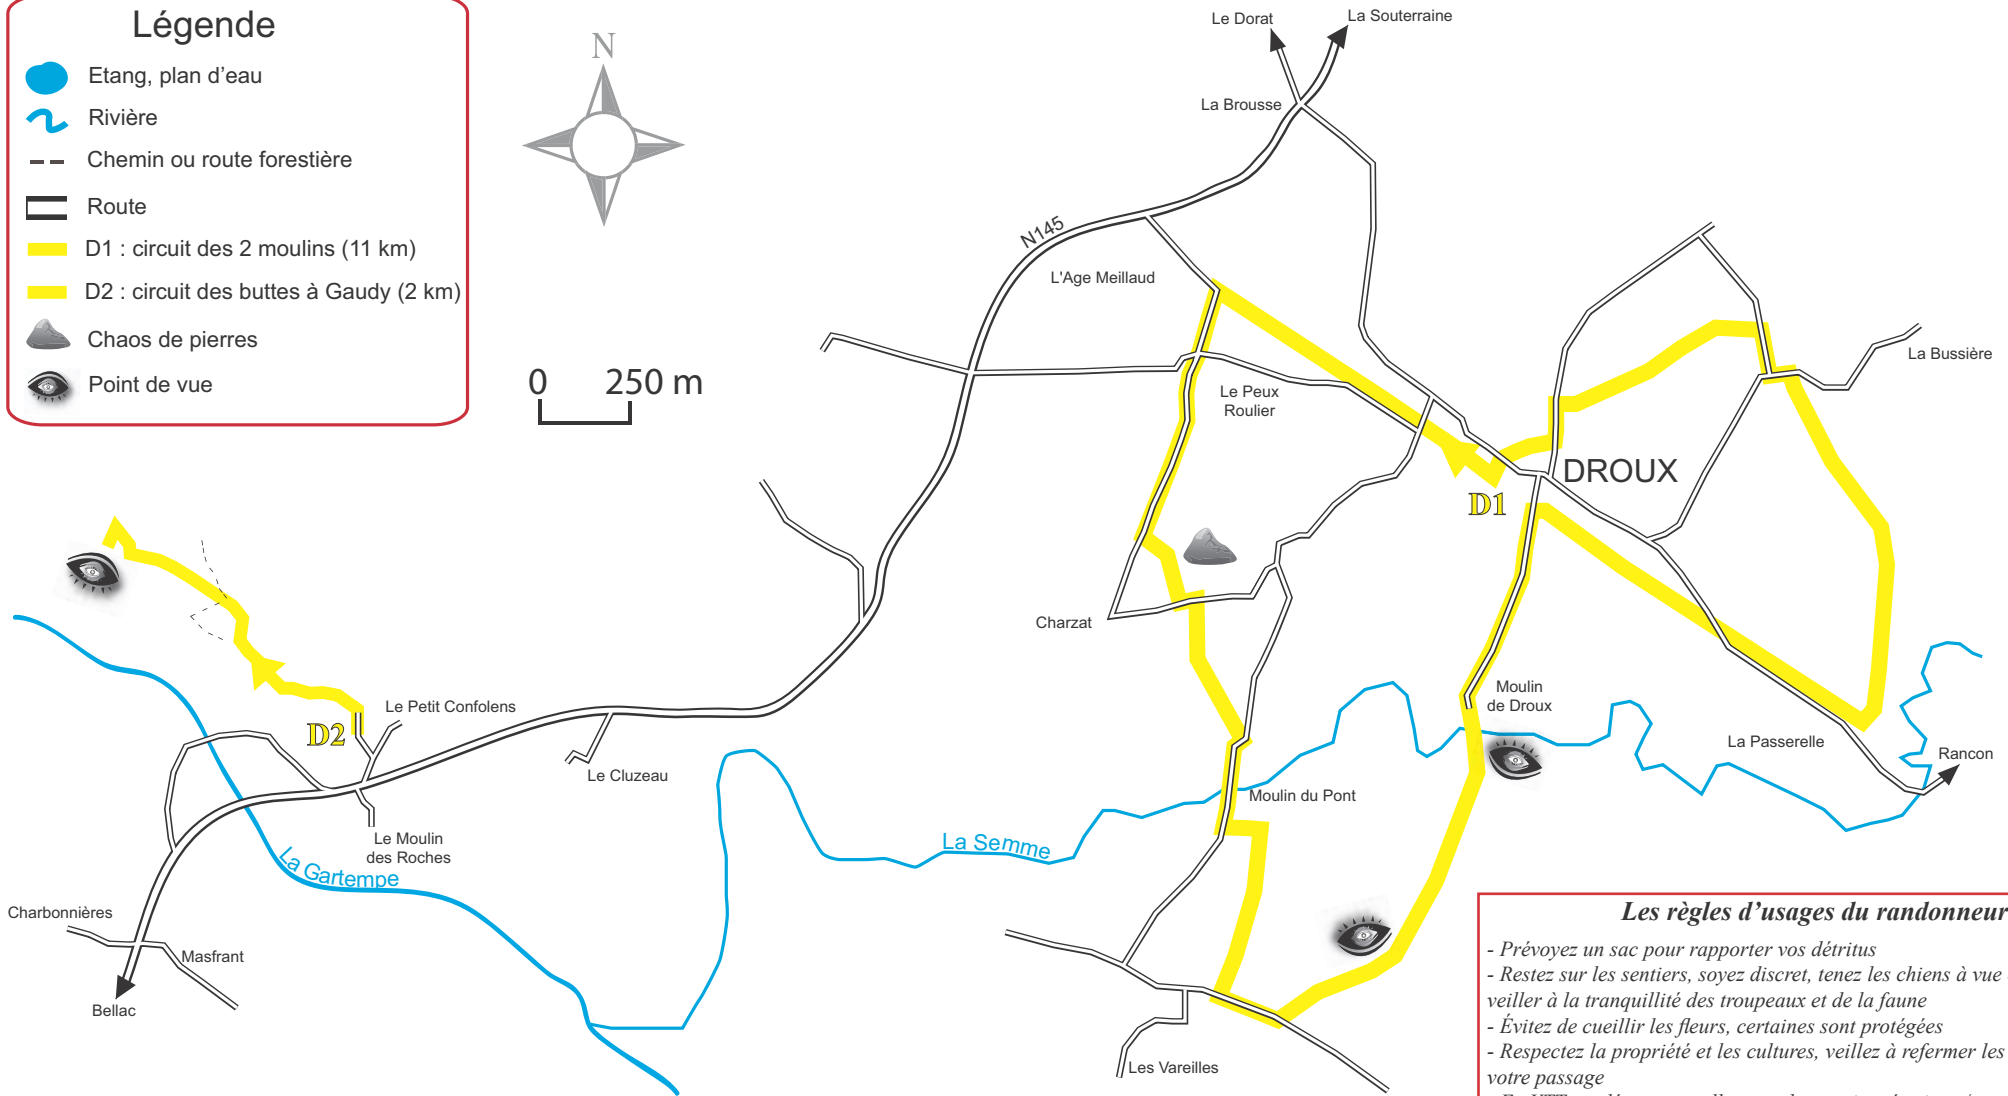 Légende
Etang, plan d'eau
Rivière
Chemin ou route forestière
Route
D1 : circuit des 2 moulins (11 km)
D2 : circuit des buttes à Gaudy (2 km)
Chaos de pierres
Point de vue
N
0 250 m
Le Dorat
La Souterraine
La Brousse
N145
L'Age Meillaud
La Bussière
Le Peux
Roulier
DROUX
D1
Charzat
Moulin
de Droux
La Passerelle
Rancon
Moulin du Pont
Le Petit Confolens
D2
Le Cluzeau
Le Moulin
des Roches
La Gartempe
La Semme
Charbonnières
Masfrant
Bellac
Les Vareilles
Les règles d’usages du randonneur
- Prévoyez un sac pour rapporter vos détritus
- Restez sur les sentiers, soyez discret, tenez les chiens à vue
veiller à la tranquillité des troupeaux et de la faune
- Évitez de cueillir les fleurs, certaines sont protégées
- Respectez la propriété et les cultures, veillez à refermer les
votre passage